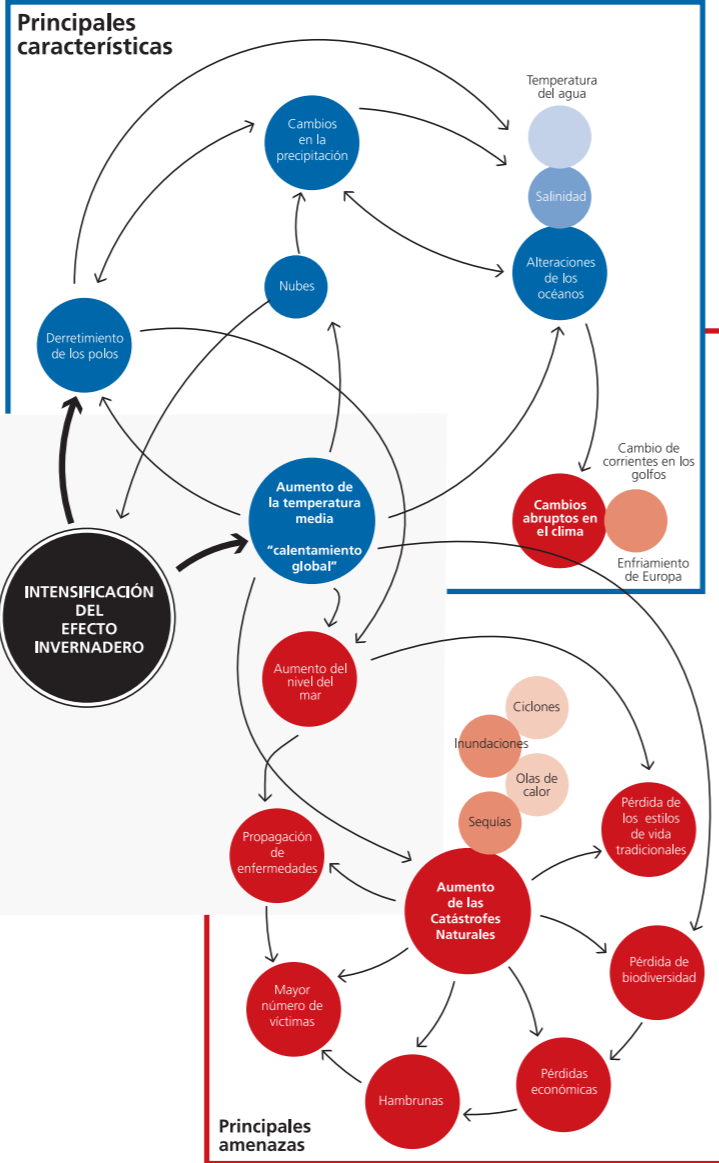 Principales
características
Temperatura
del agua
Cambios
en la
precipitación
Salinidad
Alteraciones
de los
océanos
Nubes
Derretimiento
de los polos
Aumento de
la temperatura
media
“calentamiento
global”
Cambio de
corrientes en los
golfos
Cambios
abruptos en
el clima
Enfriamiento
de Europa
INTENSIFICACIÓN
DEL
EFECTO
INVERNADERO
Aumento del
nivel del
mar
Ciclones
Inundaciones
Olas de
calor
Sequías
Pérdida de
los estilos
de vida
tradicionales
Propagación
de
enfermedades
Aumento
de las
Catástrofes
Naturales
Pérdida de
biodiversidad
Mayor
número de
víctimas
Pérdidas
económicas
Hambrunas
Principales
amenazas